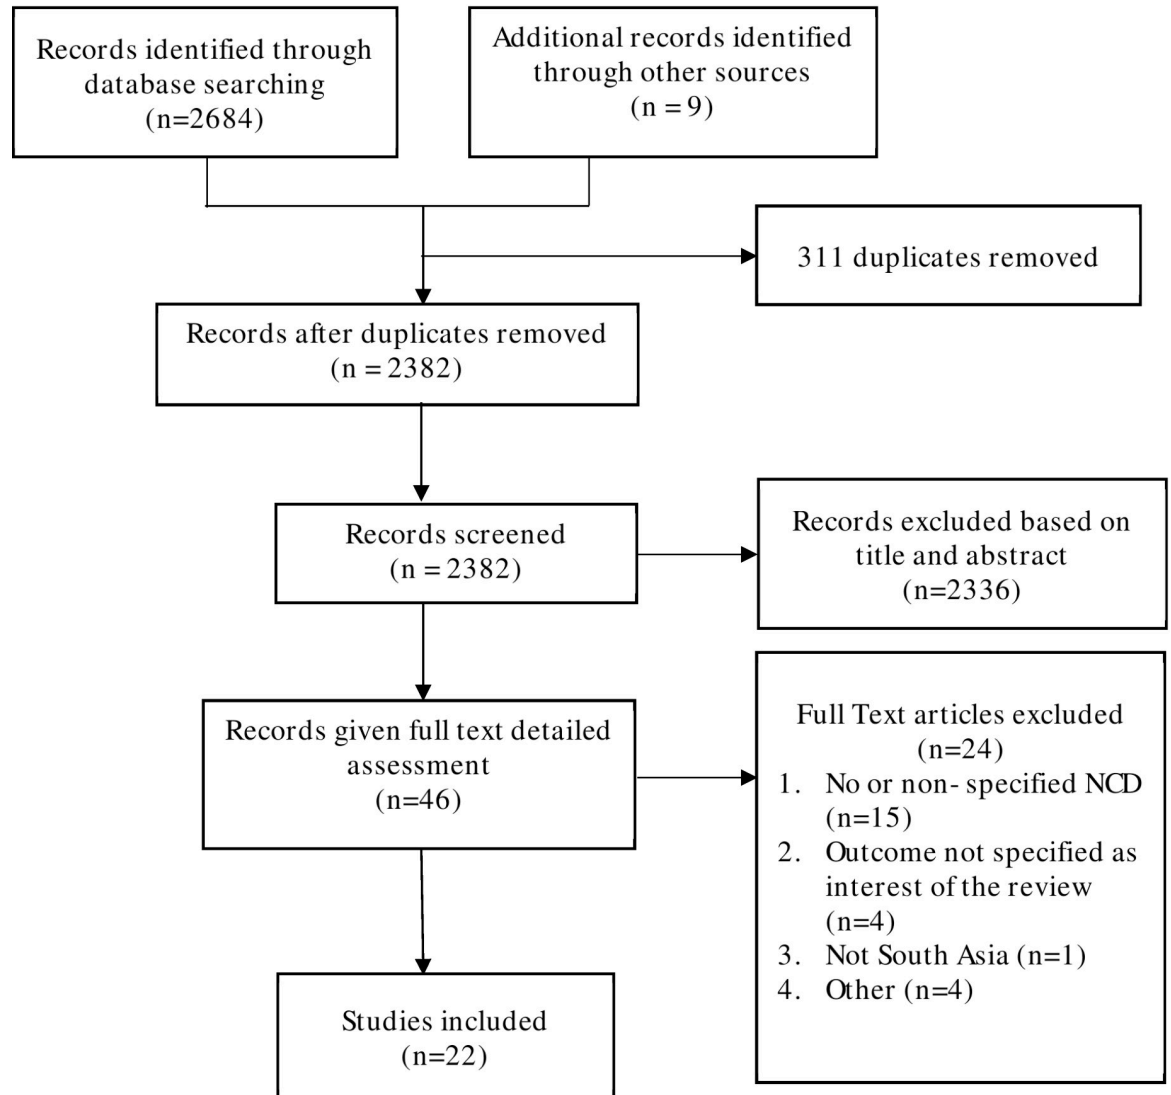 Records identified through
database searching
(n=2684)
Additional records identified
through other sources
(n = 9)
311 duplicates removed
Records after duplicates removed
(n = 2382)
Records screened
(n = 2382)
Records excluded based on
title and abstract
(n=2336)
Records given full text detailed
assessment
(n=46)
Full Text articles excluded
(n=24)
1. No or non- specified NCD
(n=15)
2. Outcome not specified as
interest of the review
(n=4)
3. Not South Asia (n=1)
4. Other (n=4)
Studies included
(n=22)